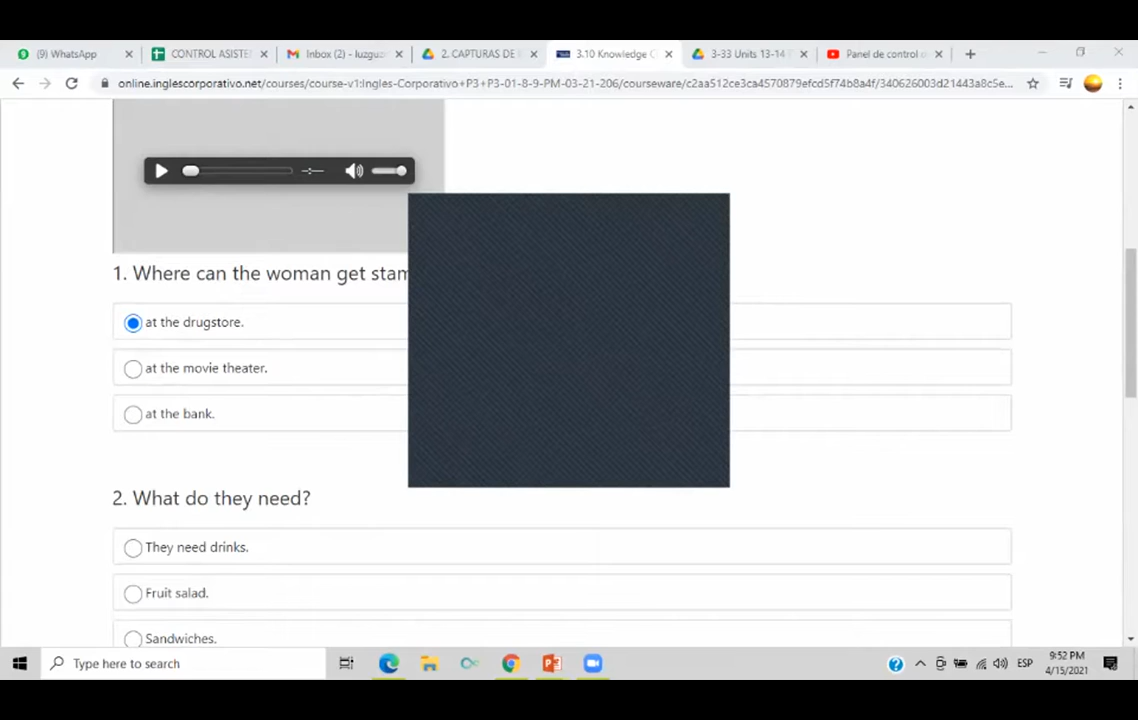 (9) WhatsApp
CONTROL ASISTE
Inbox (2) - luzguz
2. CAPTURAS DE
3.10 Knowledge
3-33 Units 13-14
Panel de control
online.inglescorporativo.net/courses/course-v1:Ingles-Corporativo+P3+P3-01-8-9-PM-03-21-206/courseware/c2aa512ce3ca4570879efcd5f74b8a4f/340626003d21443a8c5e...
1. Where can the woman get stam
at the drugstore.
at the movie theater.
at the bank.
2. What do they need?
They need drinks.
Fruit salad.
Sandwiches.
Type here to search
ESP
9:52 PM
4/15/2021